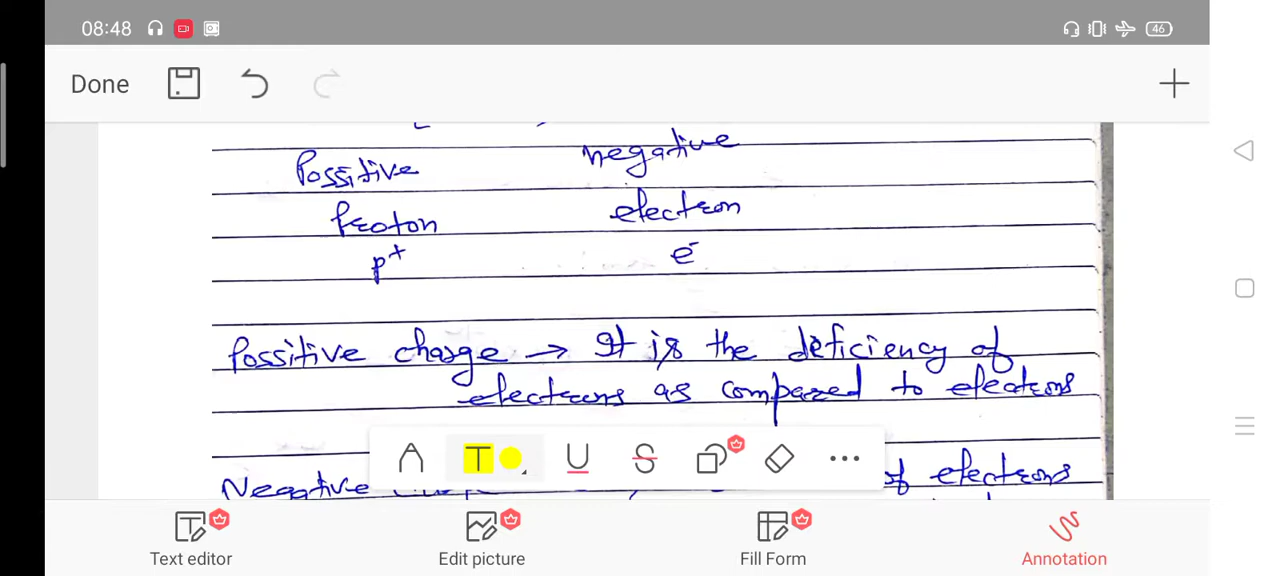 08:48
46
Done
Possitive negative
Proton electron
p+ e-
Possitive charge → It is the deficiency of
electrons as compared to electrons
Negative of electrons
Text editor
Edit picture
Fill Form
Annotation